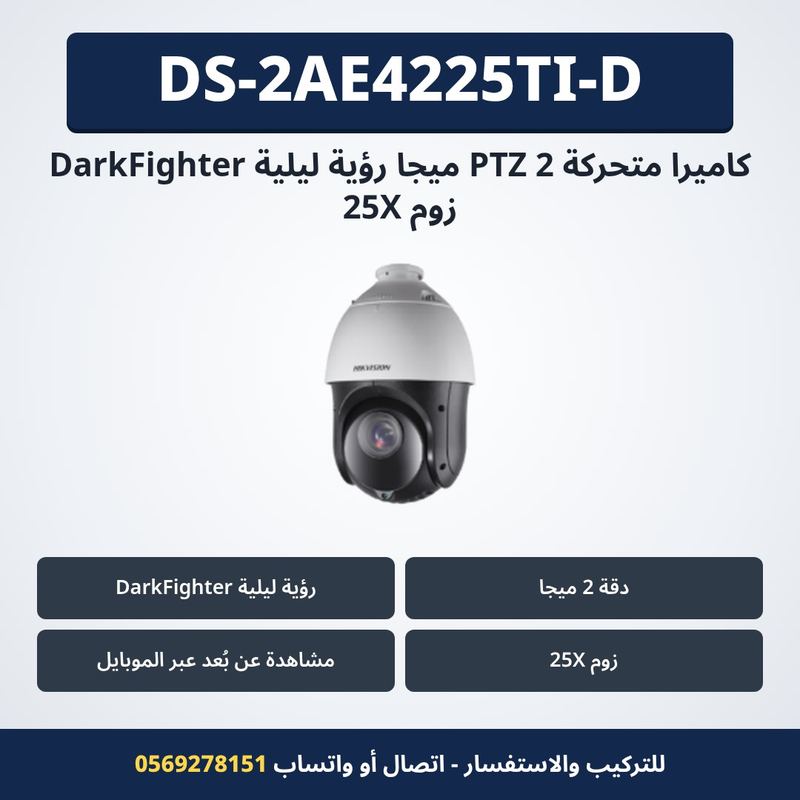 DS-2AE4225TI-D
كاميرا متحركة PTZ 2 ميجا رؤية ليلية DarkFighter
زوم 25X
HIKVISION
دقة 2 ميجا
رؤية ليلية DarkFighter
زوم 25X
مشاهدة عن بُعد عبر الموبايل
للتركيب والاستفسار - اتصال أو واتساب 0569278151